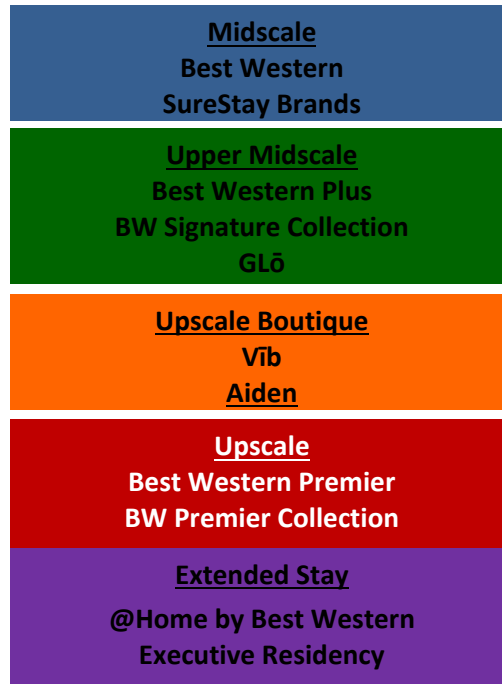 Midscale
Best Western
SureStay Brands
Upper Midscale
Best Western Plus
BW Signature Collection
GLō
Upscale Boutique
Vīb
Aiden
Upscale
Best Western Premier
BW Premier Collection
Extended Stay
@Home by Best Western
Executive Residency